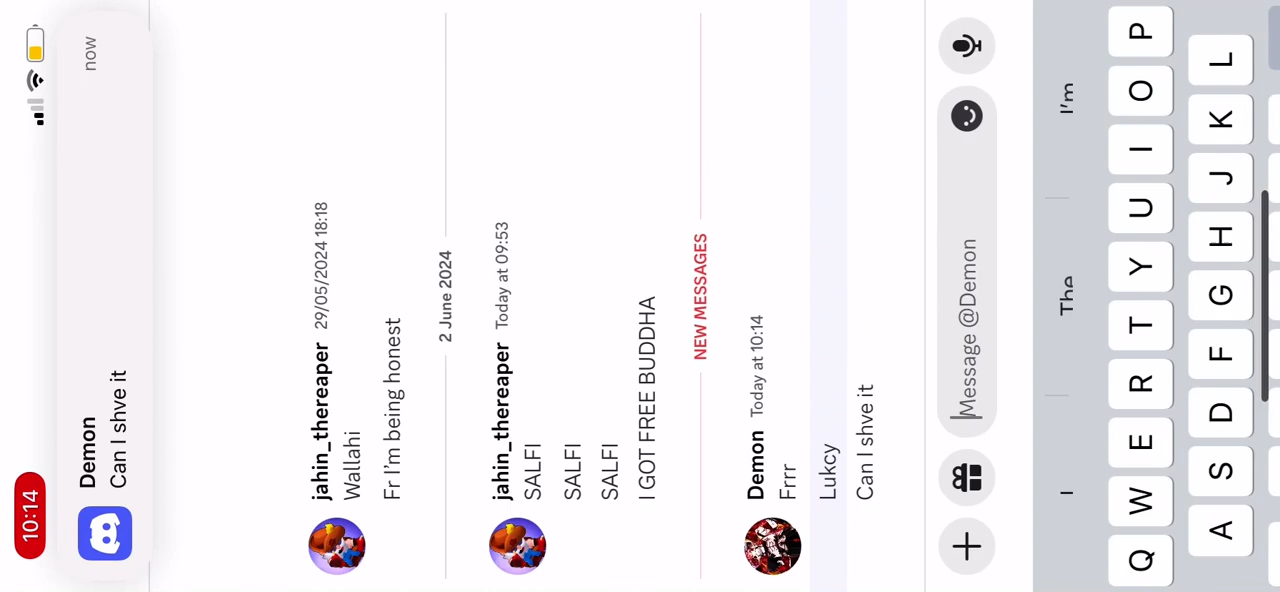 10:14
Demon
now
Can I shve it
jahin_thereaper 29/05/2024 18:18
Wallahi
Fr I'm being honest
2 June 2024
jahin_thereaper Today at 09:53
SALFI
SALFI
SALFI
I GOT FREE BUDDHA
NEW MESSAGES
Demon Today at 10:14
Frrr
Lukcy
Can I shve it
Message @Demon
I The I'm
Q W E R T Y U I O P
A S D F G H J K L